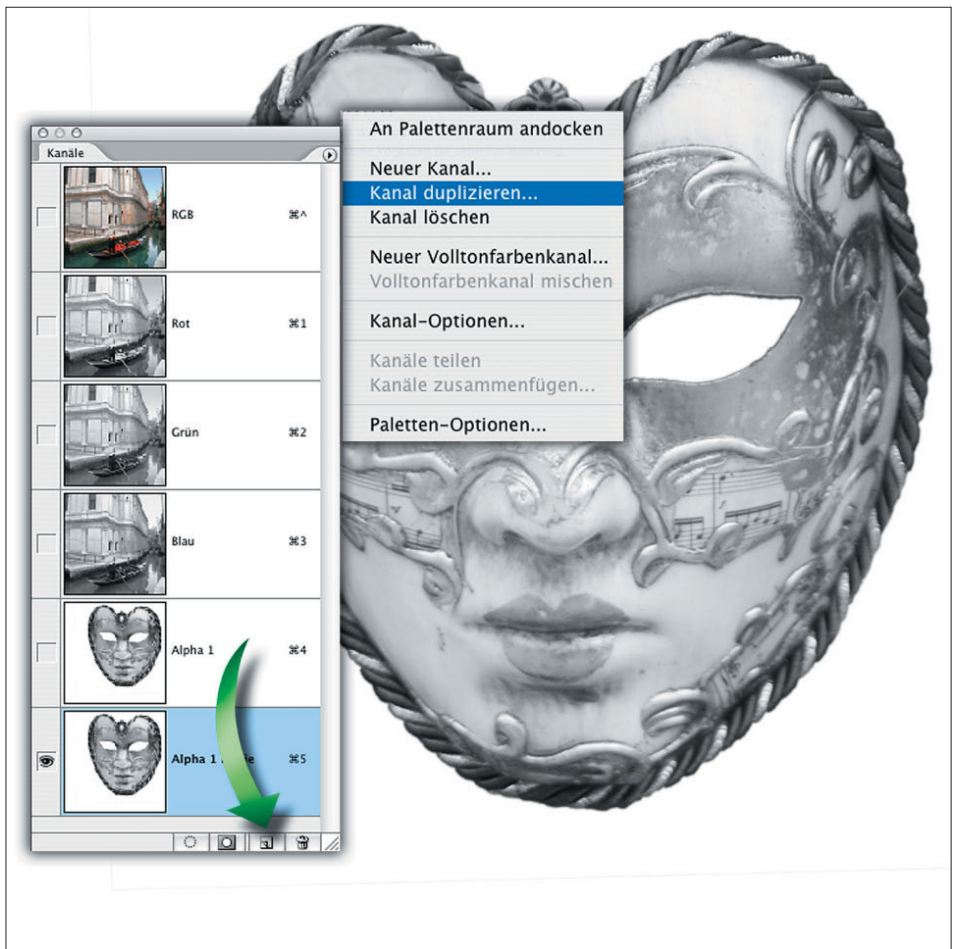 Kanäle
RGB ⌘^
Rot ⌘1
Grün ⌘2
Blau ⌘3
Alpha 1 ⌘4
Alpha 1 ⌘5
An Palettenraum andocken
Neuer Kanal...
Kanal duplizieren...
Kanal löschen
Neuer Volltonfarbenkanal...
Volltonfarbenkanal mischen
Kanal-Optionen...
Kanäle teilen
Kanäle zusammenfügen...
Paletten-Optionen...